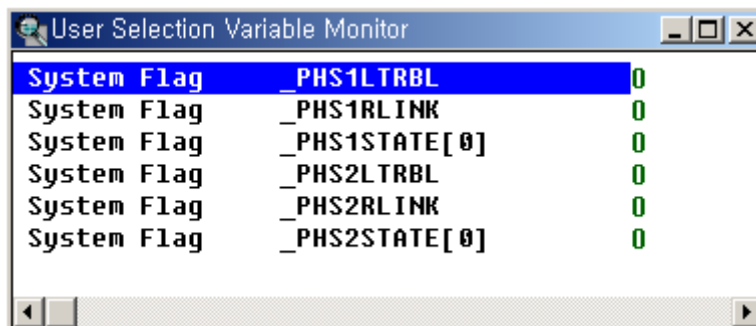 User Selection Variable Monitor
System Flag _PHS1LTRBL 0
System Flag _PHS1RLINK 0
System Flag _PHS1STATE[0] 0
System Flag _PHS2LTRBL 0
System Flag _PHS2RLINK 0
System Flag _PHS2STATE[0] 0